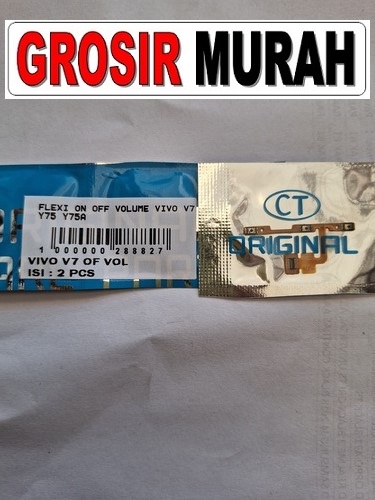 GROSIR MURAH
FLEXI ON OFF VOLUME VIVO V7
Y75 Y75A
1 000000 288827
VIVO V7 OF VOL
ISI : 2 PCS
CT
ORIGINAL